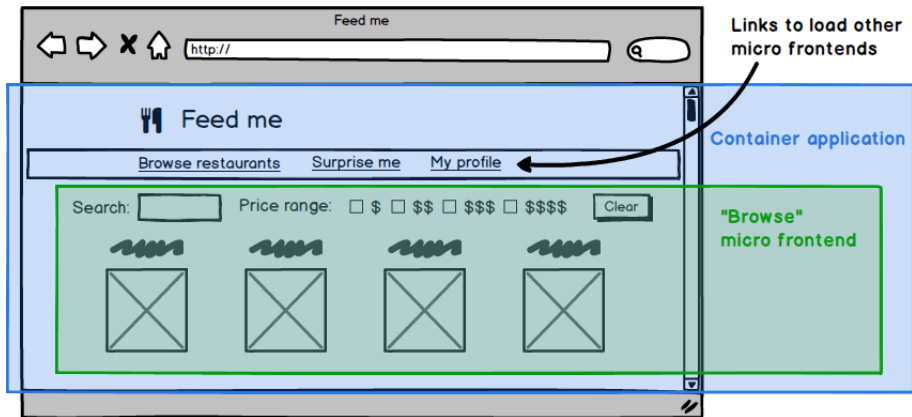 Feed me
http://
Links to load other
micro frontends
Feed me
Container application
Browse restaurants Surprise me My profile
Search: Price range: $ $$ $$$ $$$$ Clear
"Browse"
micro frontend